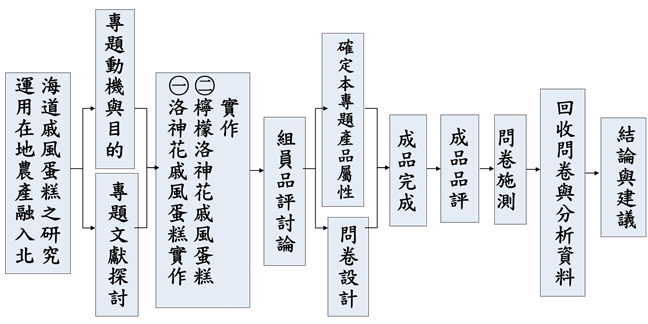 運用在地農產融入北
海道戚風蛋糕之研究
專題動機與目的
專題文獻探討
㊀洛神花戚風蛋糕實作
㊁檸檬洛神花戚風蛋糕
實作
組員品評討論
確定本專題產品屬性
問卷設計
成品完成
成品品評
問卷施測
回收問卷與分析資料
結論與建議